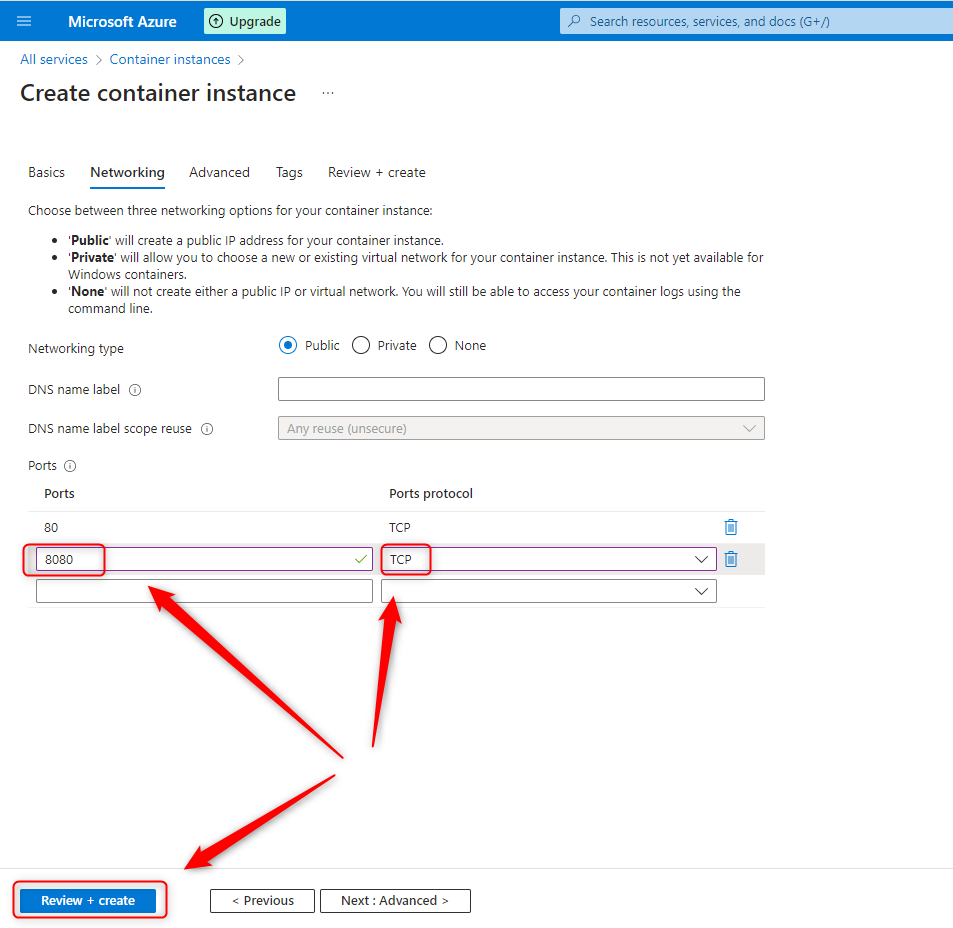 Microsoft Azure
Upgrade
Search resources, services, and docs (G+/)
All services > Container instances >
Create container instance ...
Basics Networking Advanced Tags Review + create
Choose between three networking options for your container instance:
• 'Public' will create a public IP address for your container instance.
• 'Private' will allow you to choose a new or existing virtual network for your container instance. This is not yet available for
Windows containers.
• 'None' will not create either a public IP or virtual network. You will still be able to access your container logs using the
command line.
Networking type Public Private None
DNS name label
DNS name label scope reuse Any reuse (unsecure)
Ports
Ports Ports protocol
80 TCP
8080 TCP
Review + create < Previous Next : Advanced >